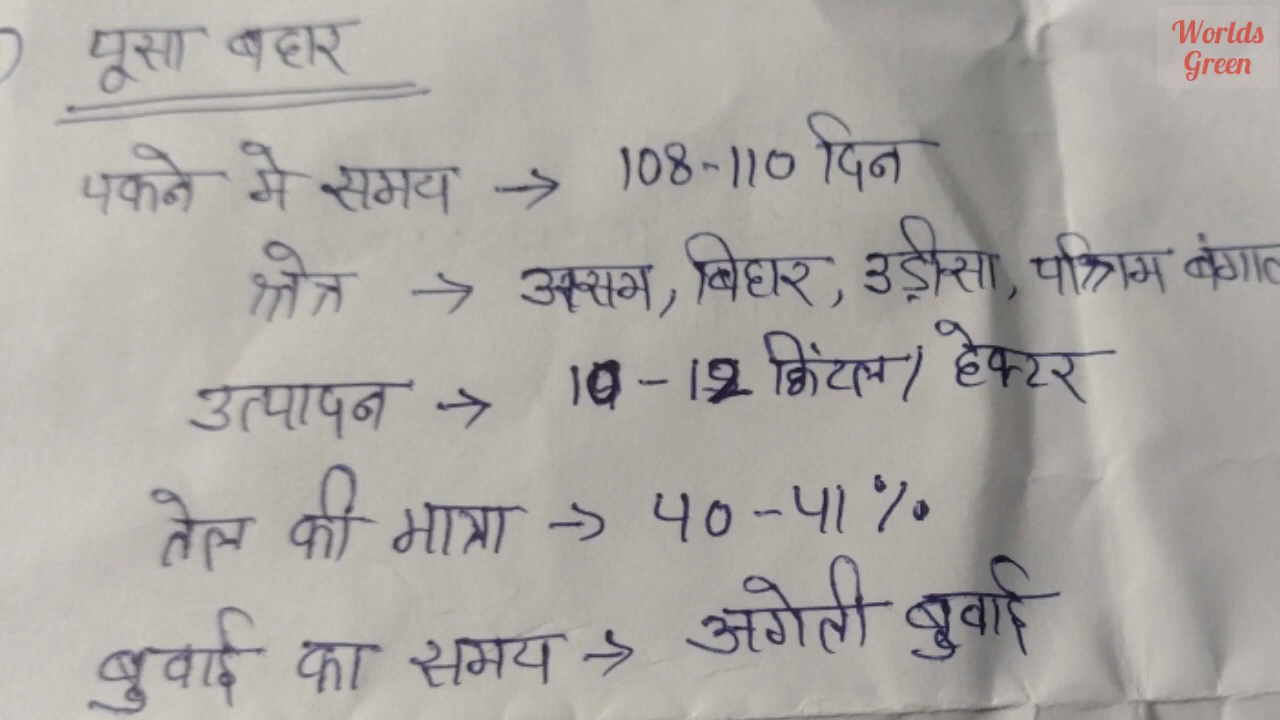 Worlds
Green
पूसा बहार
पकने मे समय → 108-110 दिन
क्षेत्र → असम, बिहार, उड़ीसा, पश्चिम बंगाल
उत्पादन → 10-12 क्विंटल / हेक्टर
तेल की मात्रा → 40-41 %
बुवाई का समय → अगेती बुवाई